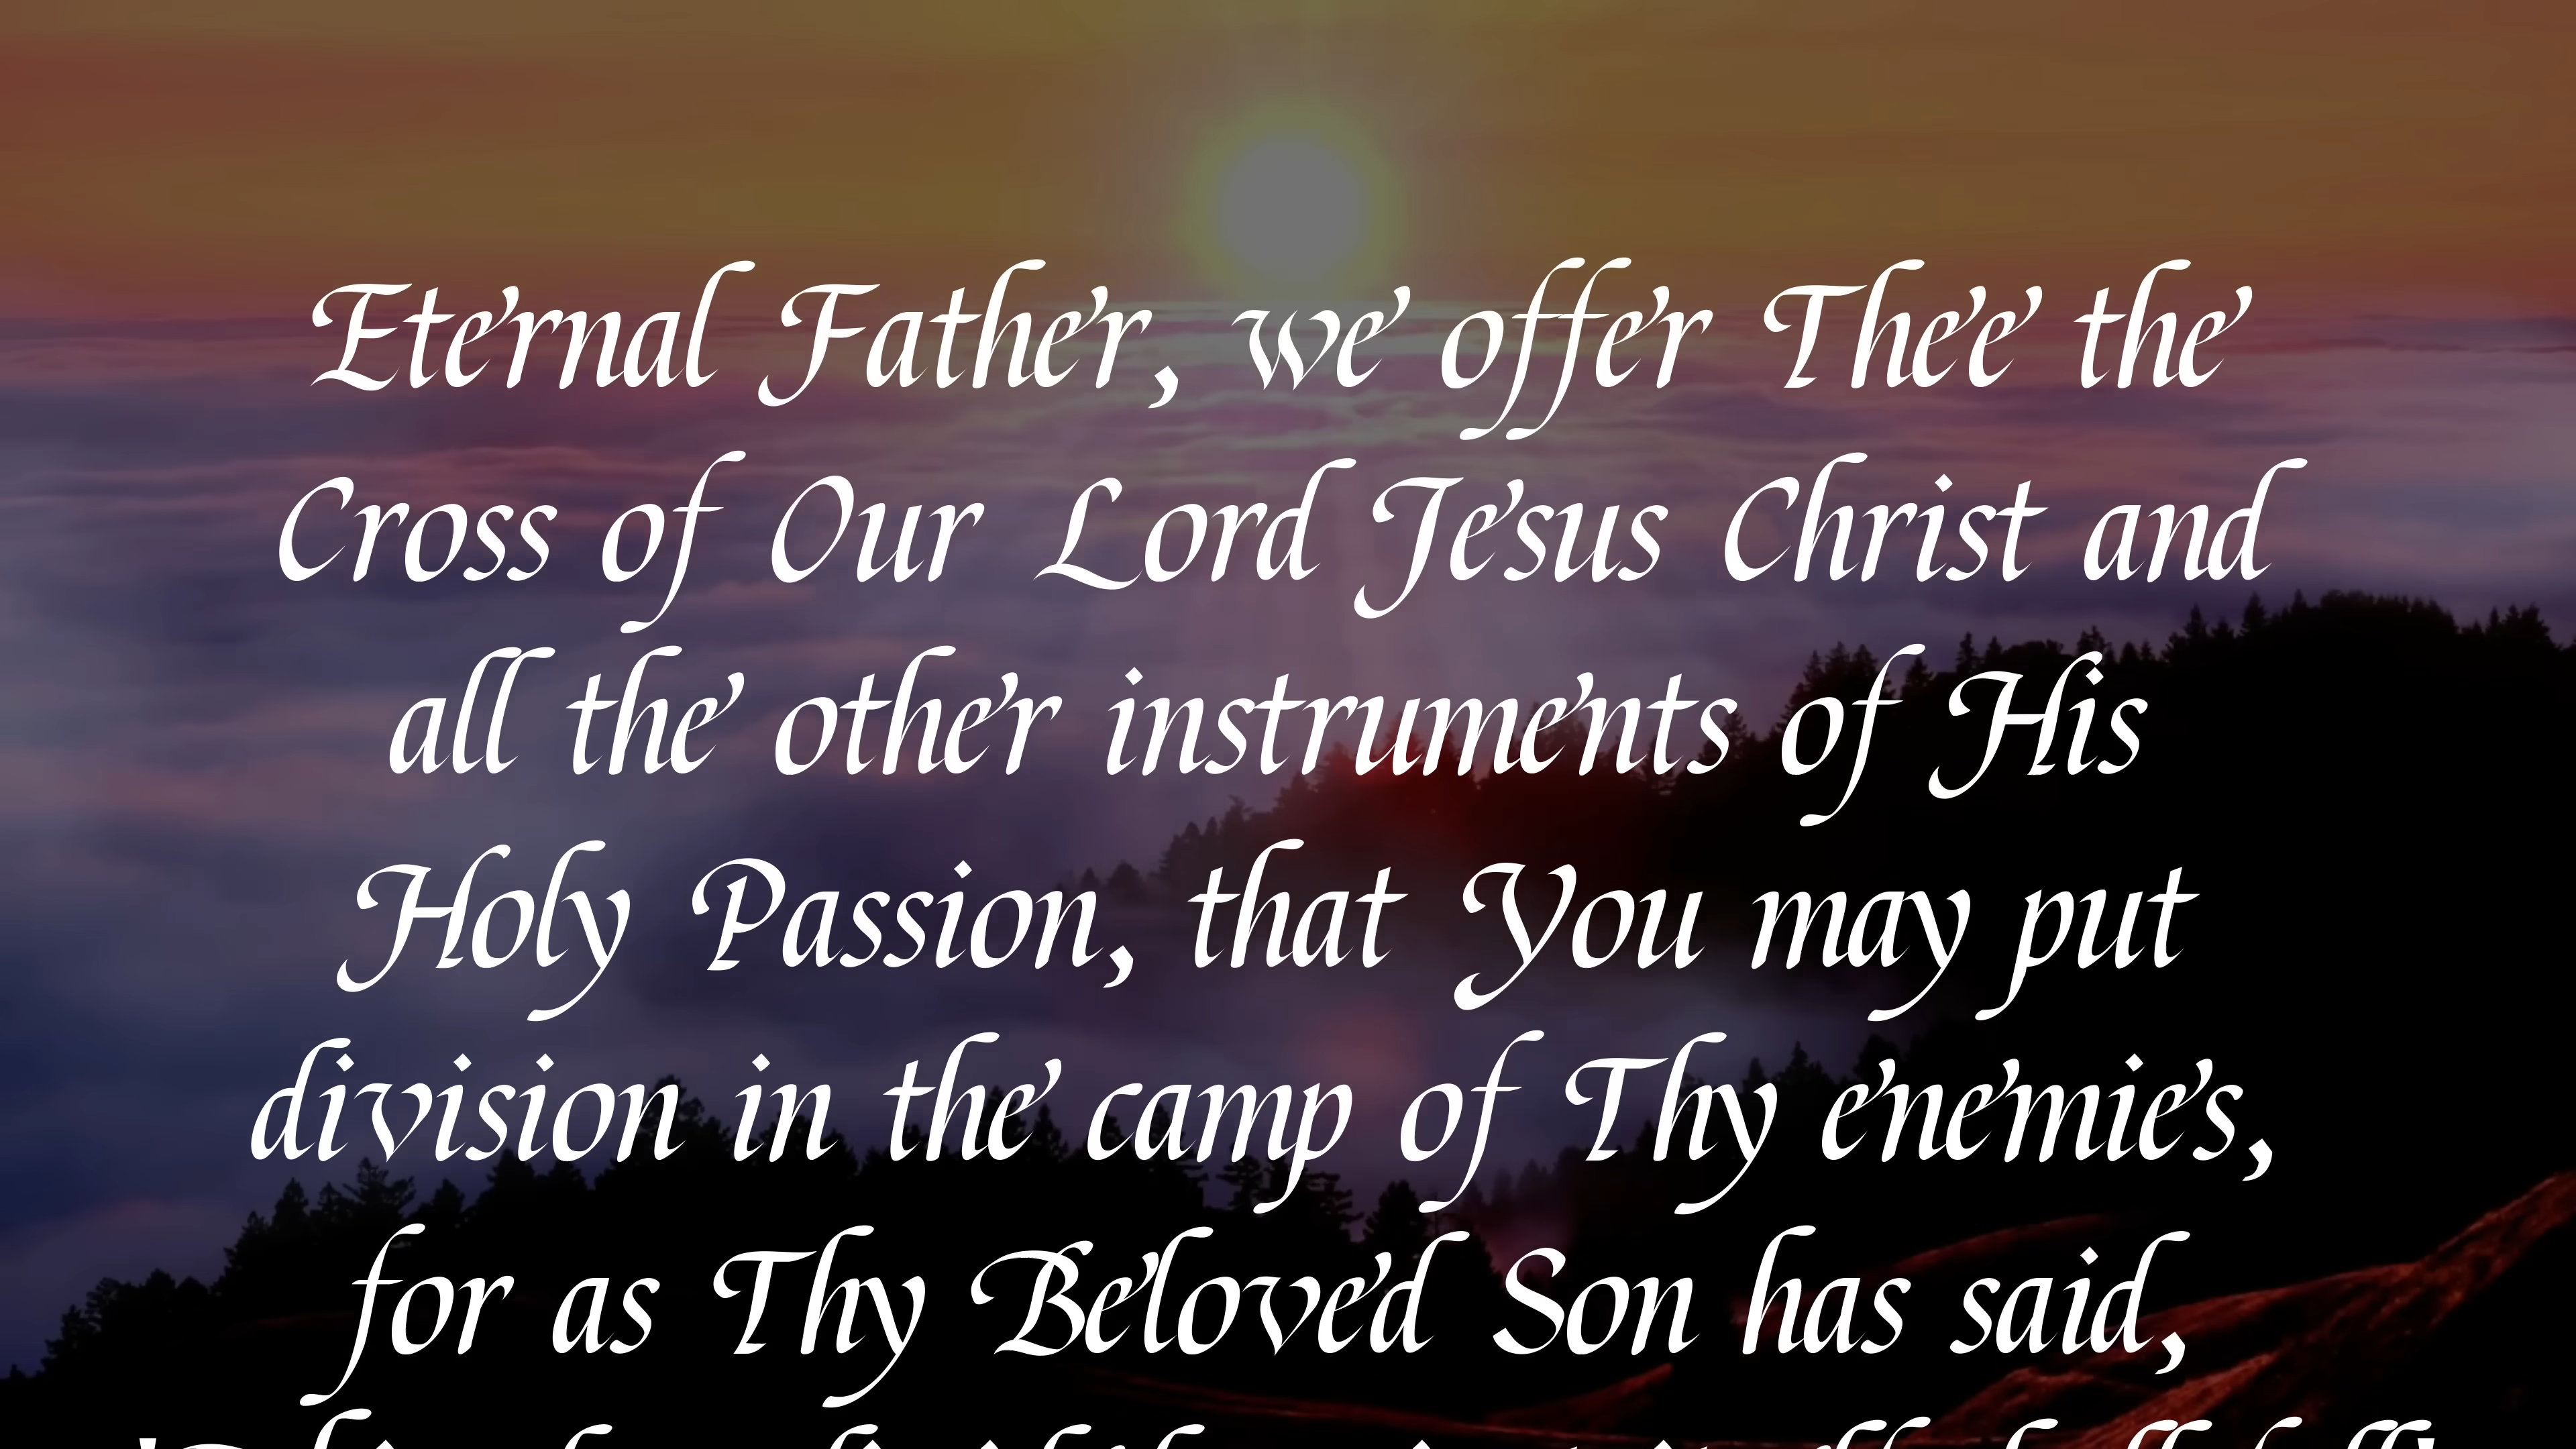 Eternal Father, we offer Thee the
Cross of Our Lord Jesus Christ and
all the other instruments of His
Holy Passion, that You may put
division in the camp of Thy enemies,
for as Thy Beloved Son has said,